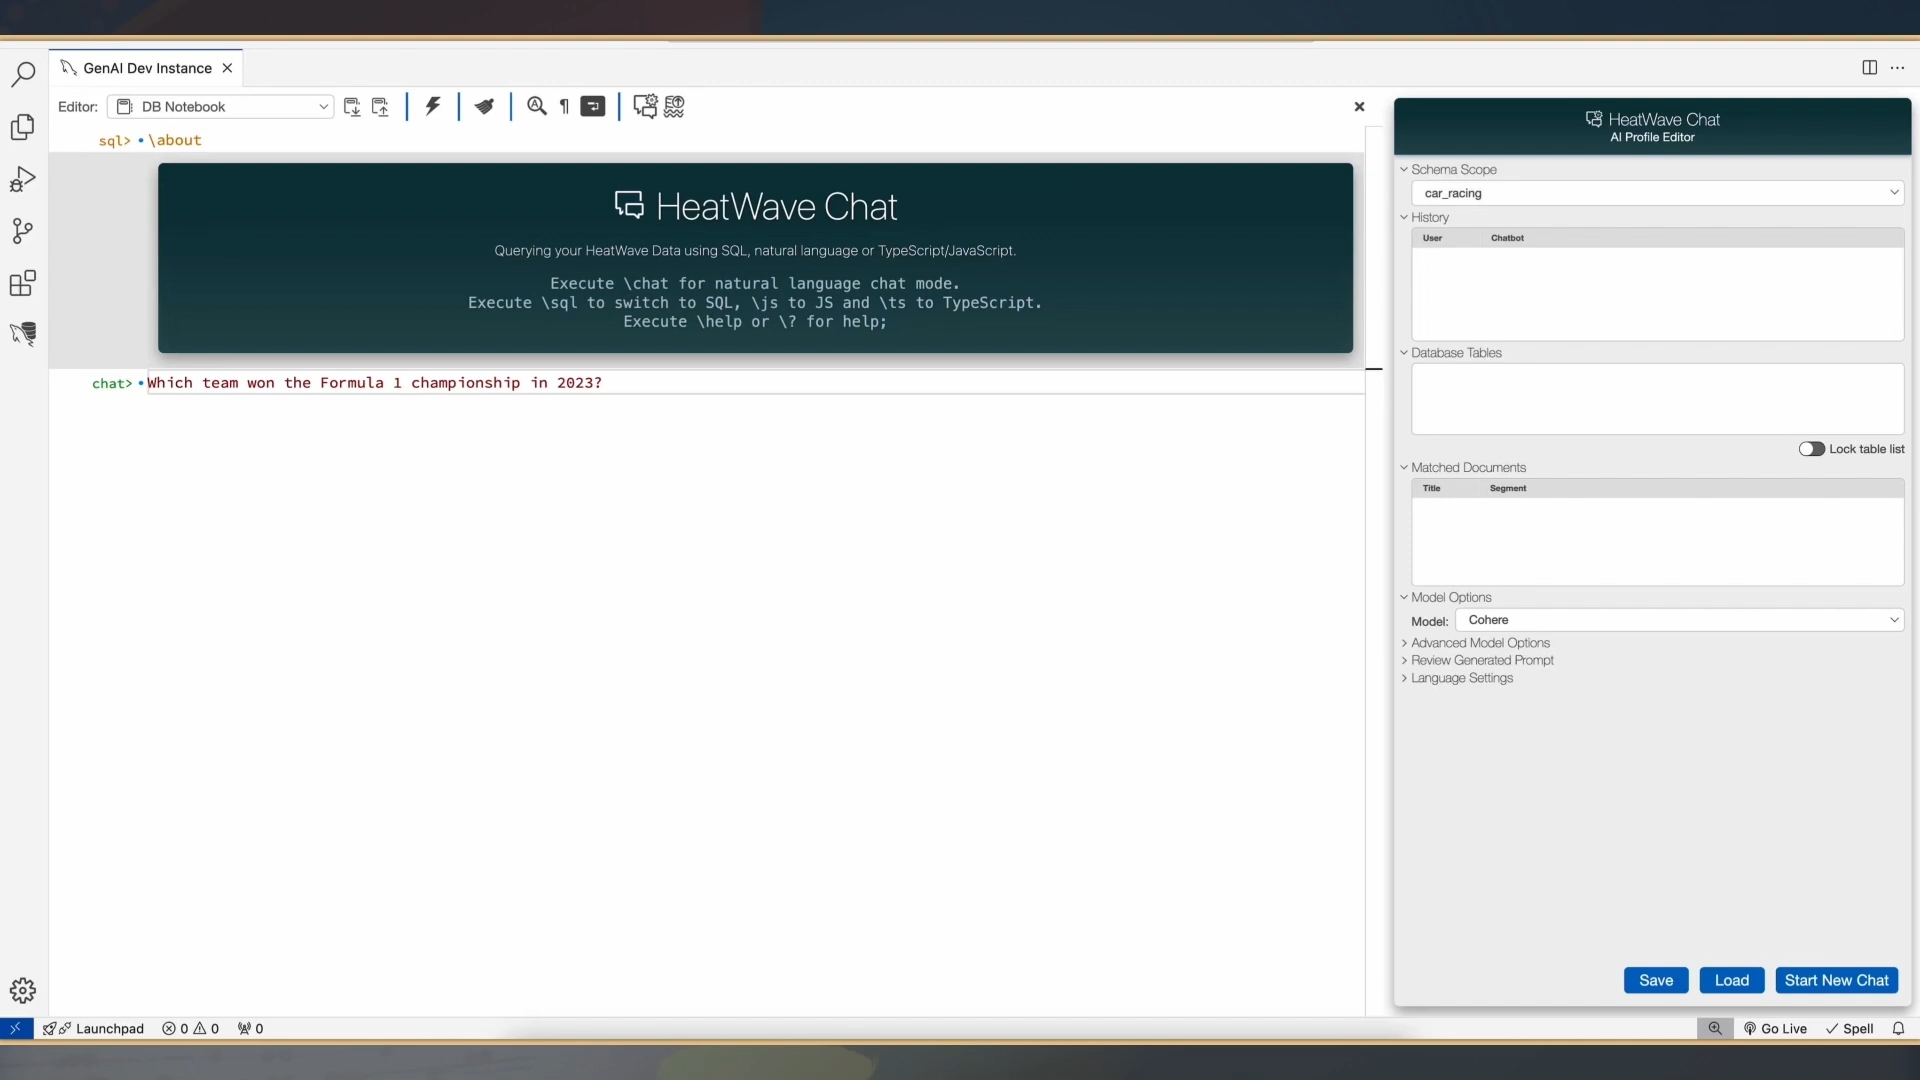 GenAI Dev Instance
Editor: DB Notebook
sql> \about
HeatWave Chat
Querying your HeatWave Data using SQL, natural language or TypeScript/JavaScript.
Execute \chat for natural language chat mode.
Execute \sql to switch to SQL, \js to JS and \ts to TypeScript.
Execute \help or \? for help;
chat> Which team won the Formula 1 championship in 2023?
HeatWave Chat
AI Profile Editor
Schema Scope
car_racing
History
User Chatbot
Database Tables
Lock table list
Matched Documents
Title Segment
Model Options
Model: Cohere
Advanced Model Options
Review Generated Prompt
Language Settings
Save Load Start New Chat
Launchpad 0 0 0 Go Live Spell